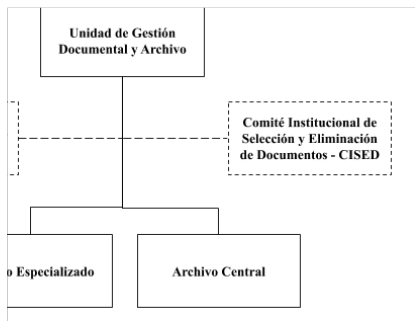 Unidad de Gestión
Documental y Archivo
Comité Institucional de
Selección y Eliminación
de Documentos - CISED
o Especializado
Archivo Central